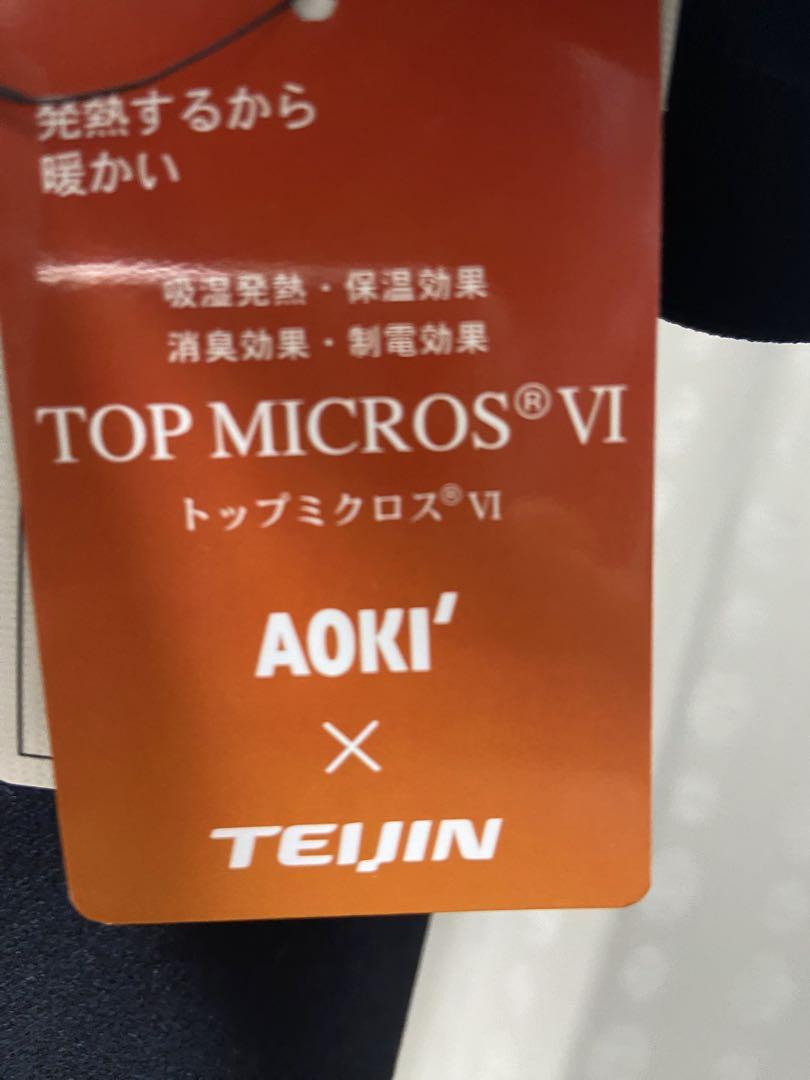 発熱するから
暖かい
吸湿発熱・保温効果
消臭効果・制電効果
TOP MICROS® VI
トップミクロス® VI
AOKI'
×
TEIJIN